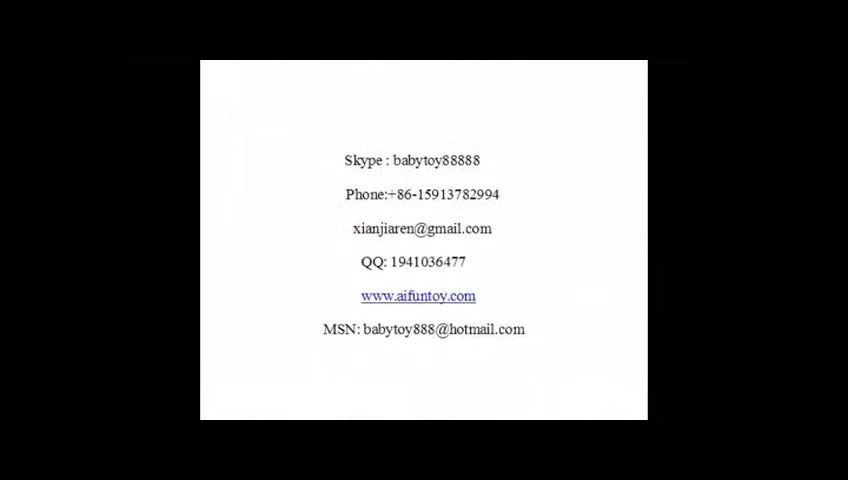 Skype : babytoy88888
Phone:+86-15913782994
xianjiaren@gmail.com
QQ: 1941036477
www.aifuntoy.com
MSN: babytoy888@hotmail.com